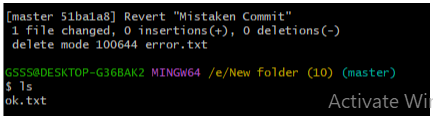 [master 51ba1a8] Revert "Mistaken Commit"
1 file changed, 0 insertions(+), 0 deletions(-)
delete mode 100644 error.txt
GSSS@DESKTOP-G36BAK2 MINGW64 /e/New folder (10) (master)
$ ls
ok.txt
Activate Wi